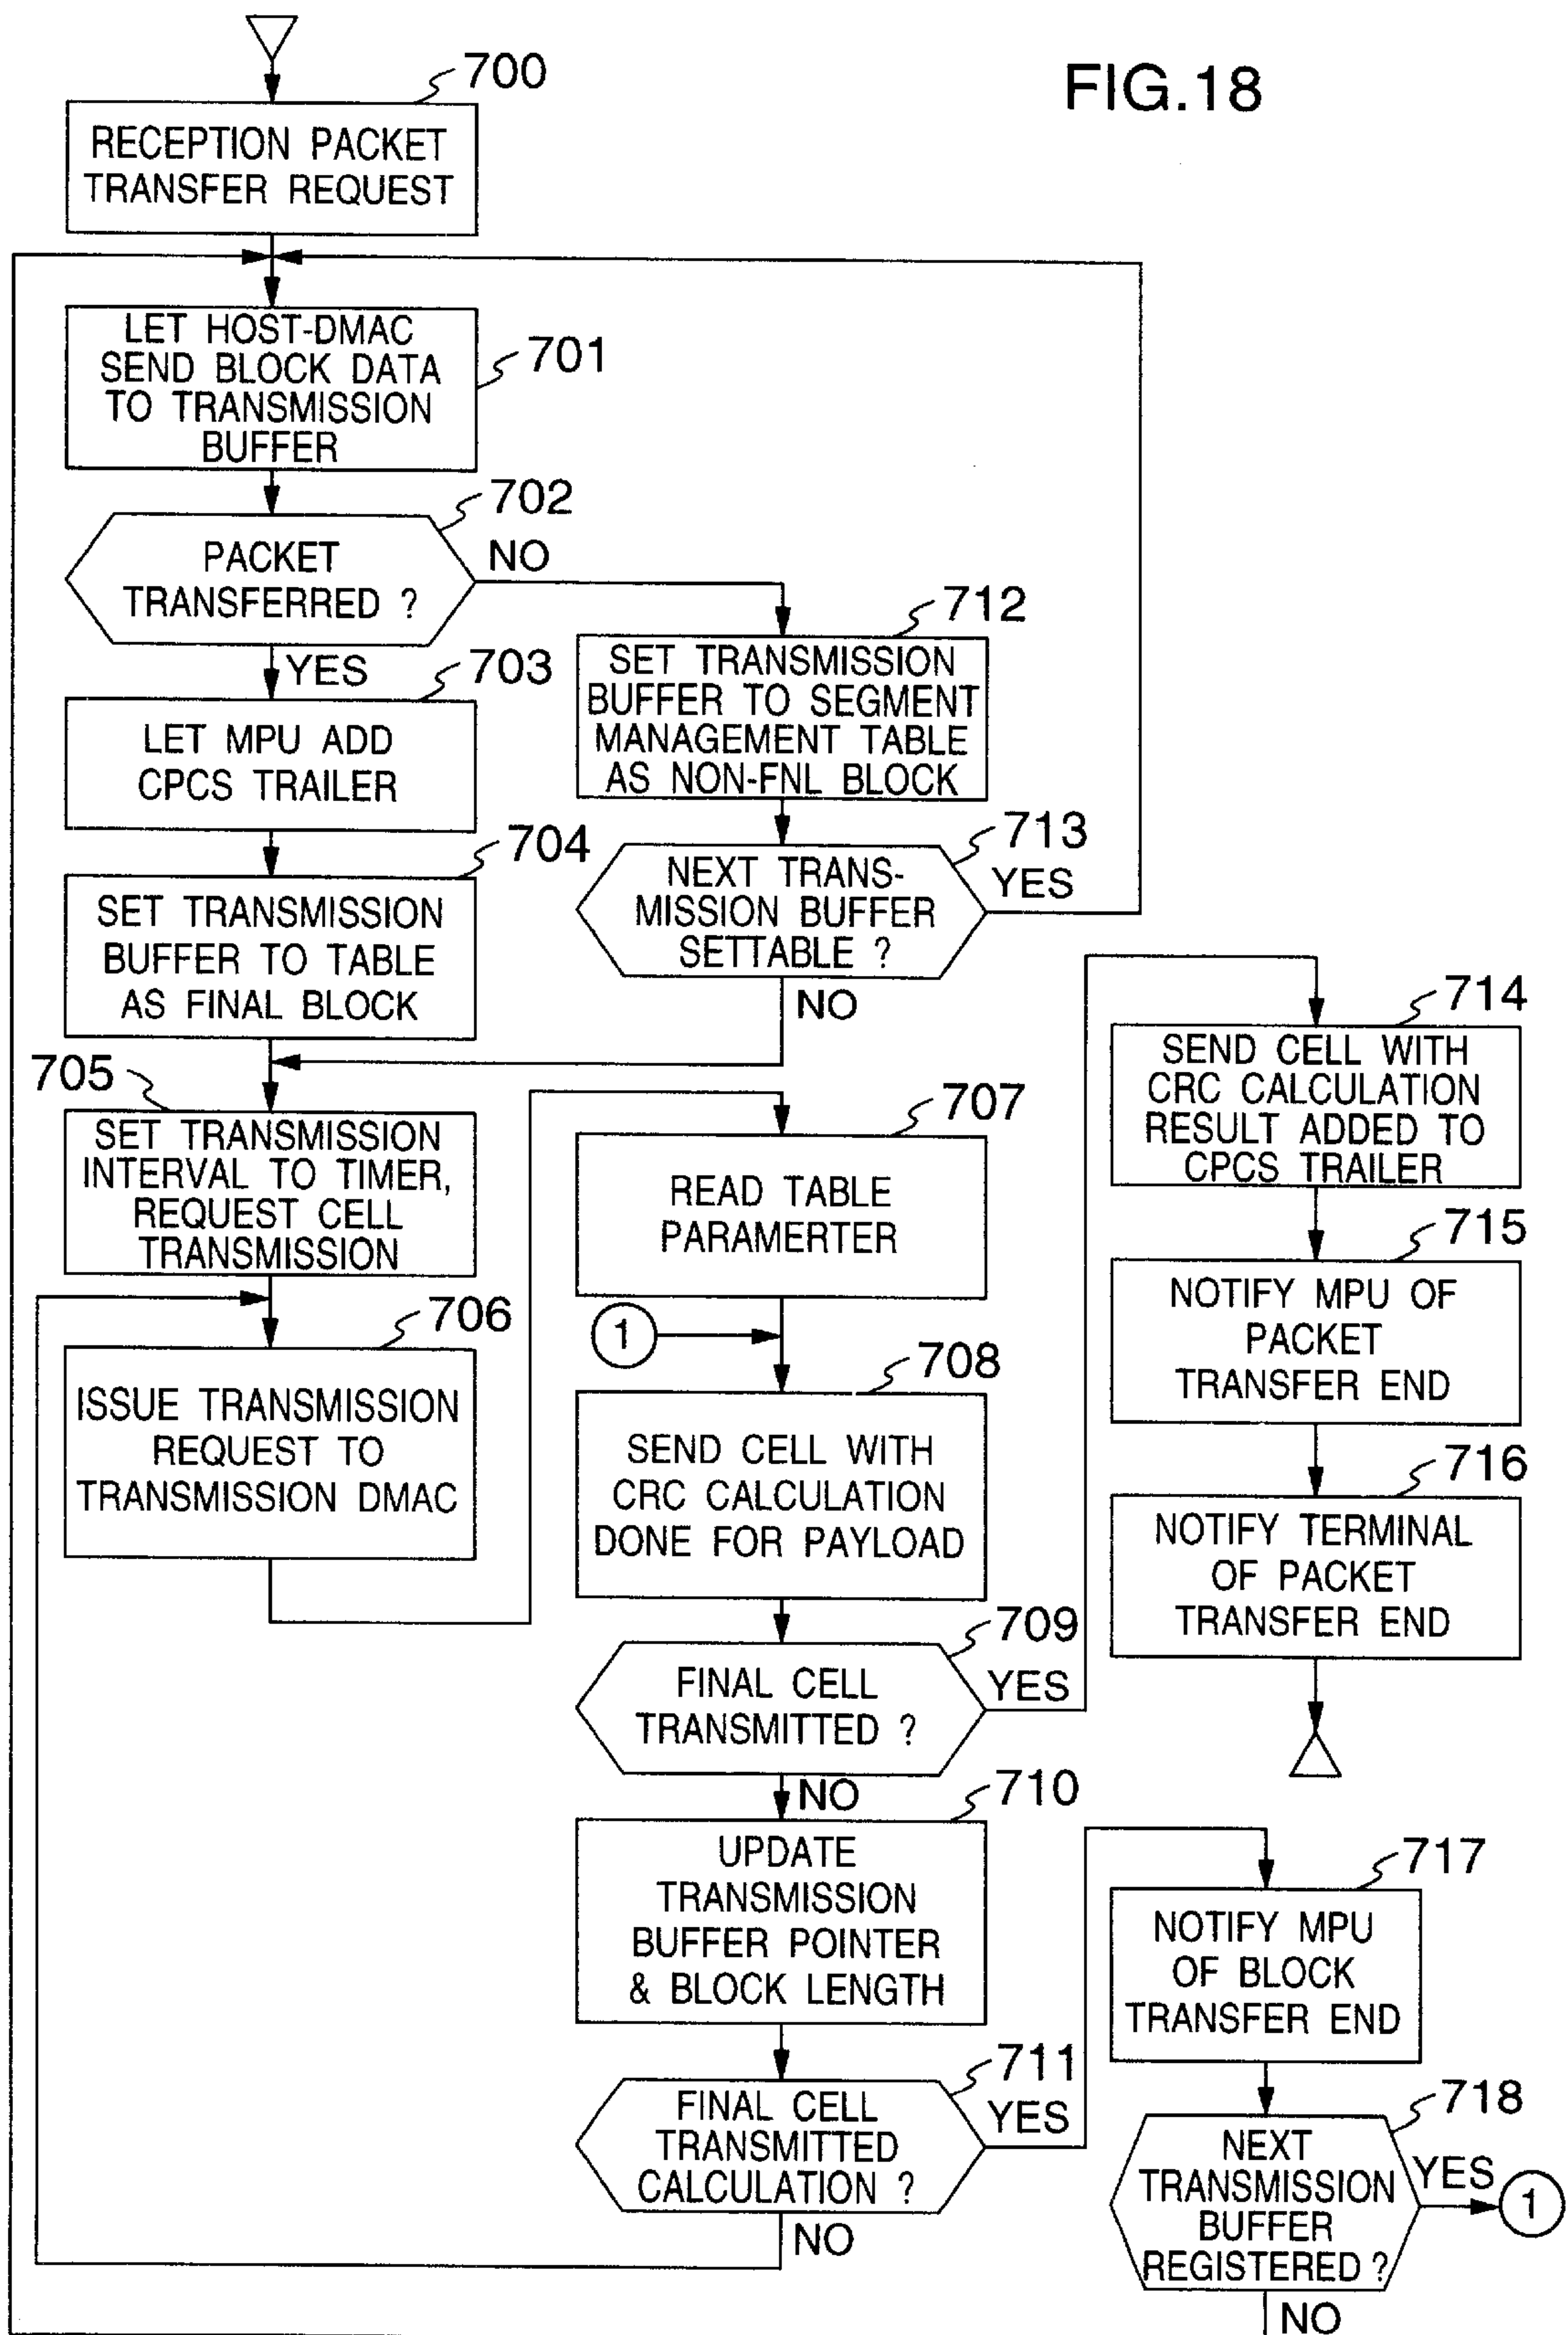 FIG.18
700
RECEPTION PACKET
TRANSFER REQUEST
LET HOST-DMAC
SEND BLOCK DATA
TO TRANSMISSION
BUFFER
701
702
PACKET
TRANSFERRED ?
NO
YES
703
LET MPU ADD
CPCS TRAILER
704
SET TRANSMISSION
BUFFER TO TABLE
AS FINAL BLOCK
712
SET TRANSMISSION
BUFFER TO SEGMENT
MANAGEMENT TABLE
AS NON-FNL BLOCK
713
NEXT TRANS-
MISSION BUFFER
SETTABLE ?
YES
NO
705
SET TRANSMISSION
INTERVAL TO TIMER,
REQUEST CELL
TRANSMISSION
706
ISSUE TRANSMISSION
REQUEST TO
TRANSMISSION DMAC
707
READ TABLE
PARAMERTER
1
708
SEND CELL WITH
CRC CALCULATION
DONE FOR PAYLOAD
709
FINAL CELL
TRANSMITTED ?
YES
NO
710
UPDATE
TRANSMISSION
BUFFER POINTER
& BLOCK LENGTH
711
FINAL CELL
TRANSMITTED
CALCULATION ?
YES
NO
714
SEND CELL WITH
CRC CALCULATION
RESULT ADDED TO
CPCS TRAILER
715
NOTIFY MPU OF
PACKET
TRANSFER END
716
NOTIFY TERMINAL
OF PACKET
TRANSFER END
717
NOTIFY MPU
OF BLOCK
TRANSFER END
718
NEXT
TRANSMISSION
BUFFER
REGISTERED ?
YES
1
NO